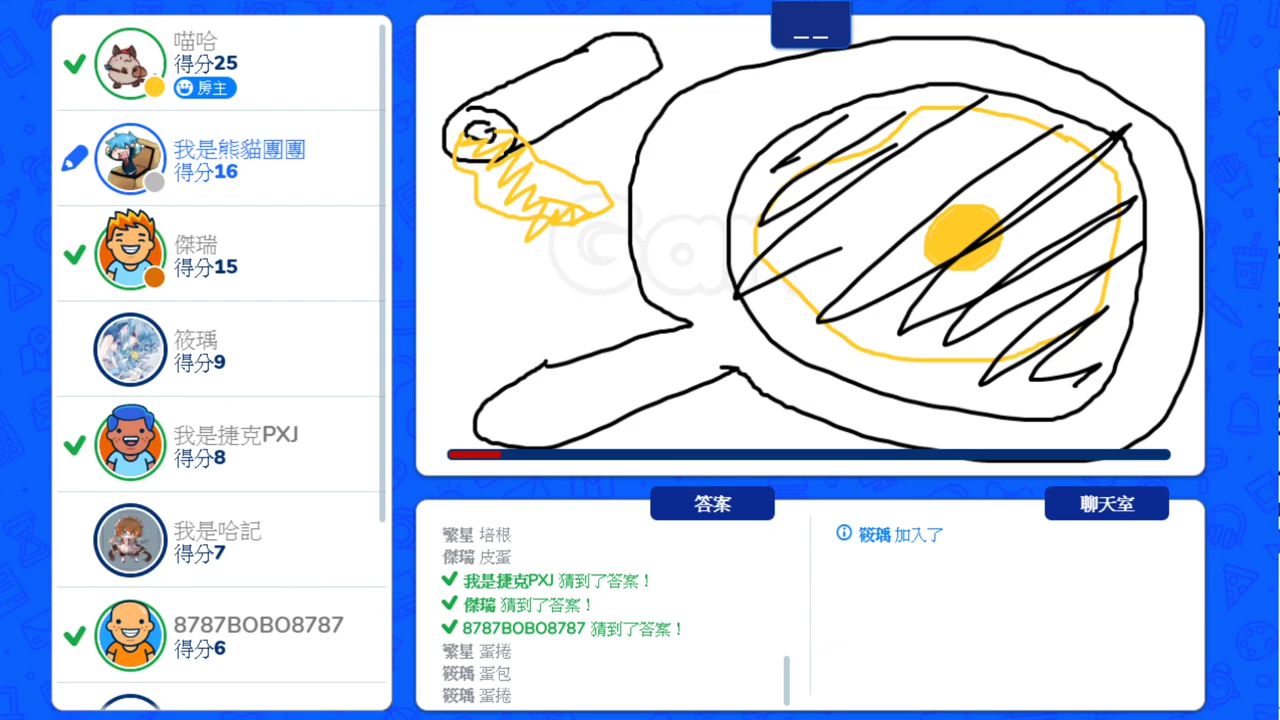 喵哈
得分25
房主
我是熊貓團團
得分16
傑瑞
得分15
筱瑀
得分9
我是捷克PXJ
得分8
我是哈記
得分7
8787BOBO8787
得分6
_ _
Gar
答案
繁星 培根
傑瑞 皮蛋
我是捷克PXJ 猜到了答案！
傑瑞 猜到了答案！
8787BOBO8787 猜到了答案！
繁星 蛋捲
筱瑀 蛋包
筱瑀 蛋捲
聊天室
筱瑀 加入了